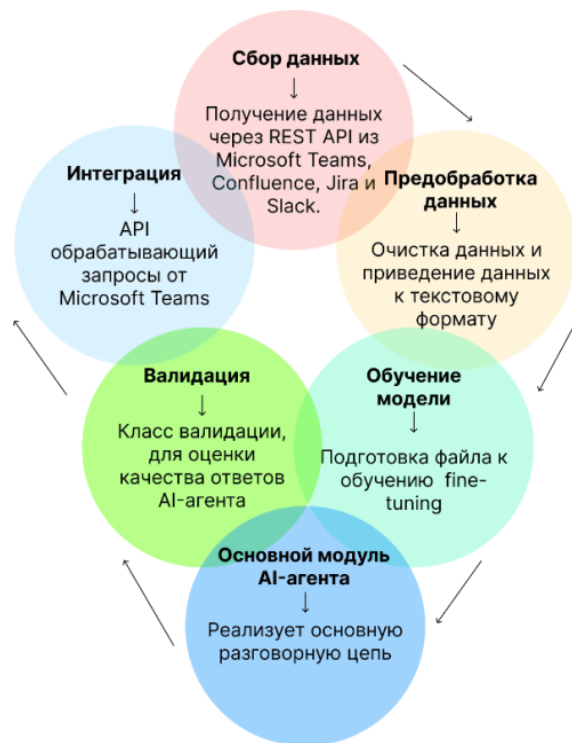 Сбор данных
Получение данных
через REST API из
Microsoft Teams,
Confluence, Jira и
Slack.
Предобработка
данных
Очистка данных и
приведение данных
к текстовому
формату
Обучение
модели
Подготовка файла к
обучению fine-
tuning
Основной модуль
AI-агента
Реализует основную
разговорную цепь
Валидация
Класс валидации,
для оценки
качества ответов
AI-агента
Интеграция
API
обрабатывающий
запросы от
Microsoft Teams